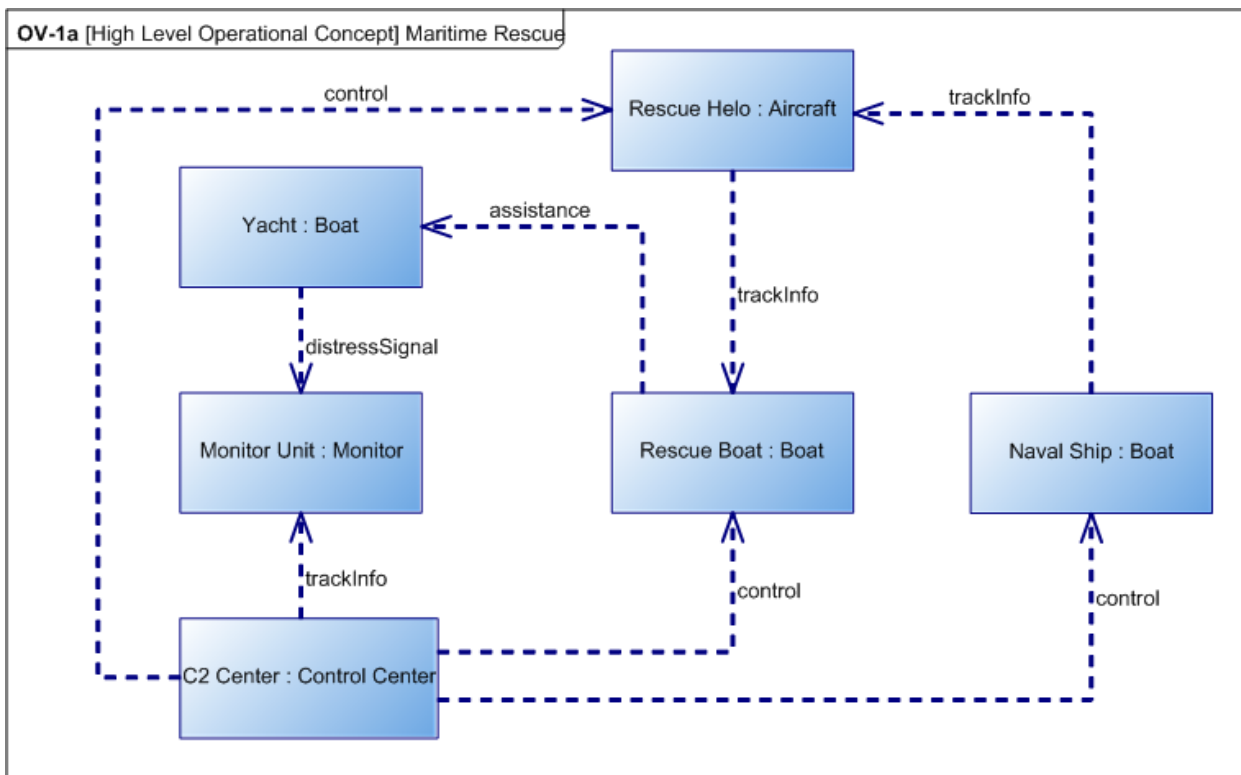 OV-1a [High Level Operational Concept] Maritime Rescue
control
Rescue Helo : Aircraft
trackInfo
Yacht : Boat
assistance
trackInfo
distressSignal
Monitor Unit : Monitor
Rescue Boat : Boat
Naval Ship : Boat
trackInfo
control
control
C2 Center : Control Center